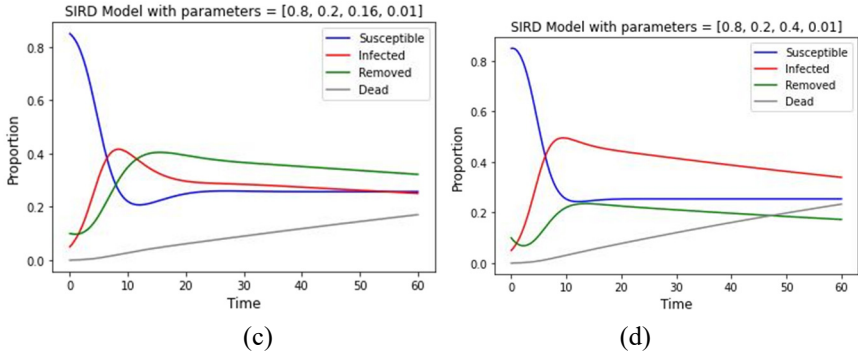 SIRD Model with parameters = [0.8, 0.2, 0.16, 0.01]
Proportion
0.8
0.6
0.4
0.2
0.0
Susceptible
Infected
Removed
Dead
0 10 20 30 40 50 60
Time
(c)
SIRD Model with parameters = [0.8, 0.2, 0.4, 0.01]
Proportion
0.8
0.6
0.4
0.2
0.0
Susceptible
Infected
Removed
Dead
0 10 20 30 40 50 60
Time
(d)